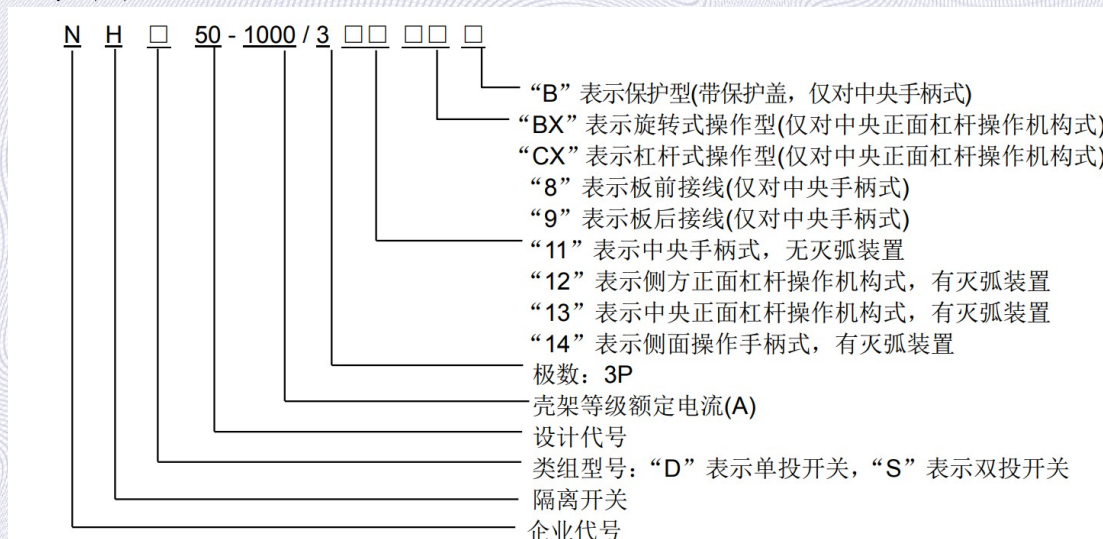 N H □ 50 - 1000 / 3 □□ □□ □
“B”表示保护型(带保护盖，仅对中央手柄式)
“BX”表示旋转式操作型(仅对中央正面杠杆操作机构式)
“CX”表示杠杆式操作型(仅对中央正面杠杆操作机构式)
“8”表示板前接线(仅对中央手柄式)
“9”表示板后接线(仅对中央手柄式)
“11”表示中央手柄式，无灭弧装置
“12”表示侧方正面杠杆操作机构式，有灭弧装置
“13”表示中央正面杠杆操作机构式，有灭弧装置
“14”表示侧面操作手柄式，有灭弧装置
极数：3P
壳架等级额定电流(A)
设计代号
类组型号：“D”表示单投开关，“S”表示双投开关
隔离开关
企业代号